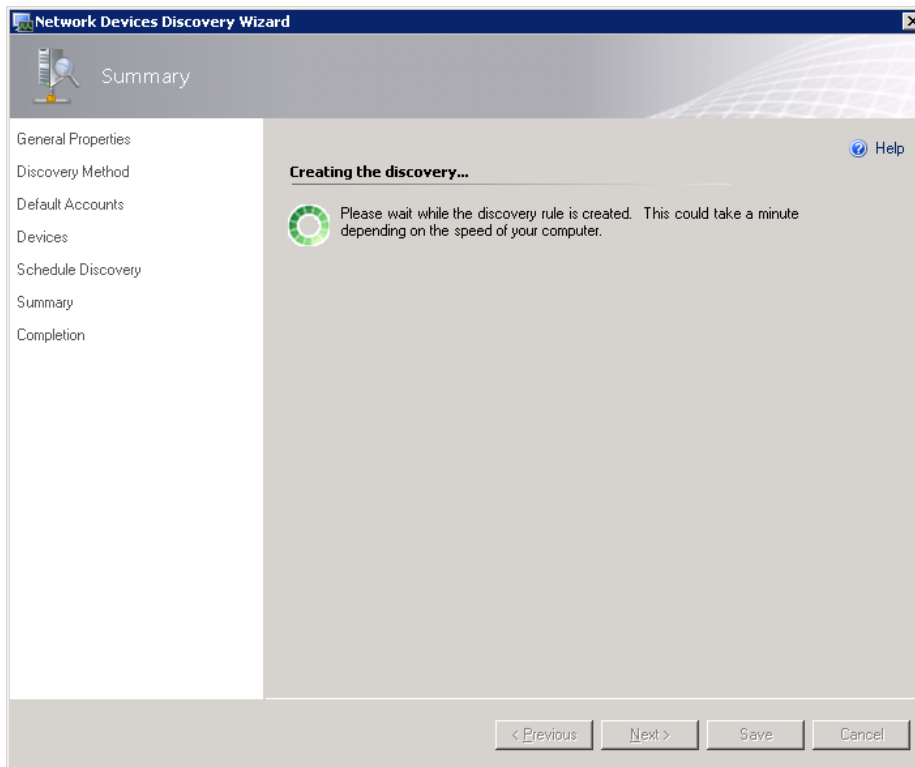 Network Devices Discovery Wizard
Summary
General Properties
Discovery Method
Default Accounts
Devices
Schedule Discovery
Summary
Completion
Help
Creating the discovery...
Please wait while the discovery rule is created.  This could take a minute
depending on the speed of your computer.
< Previous
Next >
Save
Cancel